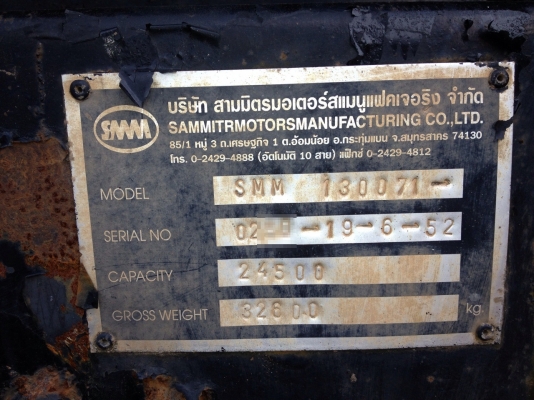 SMM
บริษัท สามมิตรมอเตอร์สแมนูแฟคเจอริง จำกัด
SAMMITRMOTORSMANUFACTURING CO.,LTD.
85/1 หมู่ 3 ถ.เศรษฐกิจ 1 ต.อ้อมน้อย อ.กระทุ่มแบน จ.สมุทรสาคร 74130
โทร. 0-2429-4888 (อัตโนมัติ 10 สาย) แฟ็กซ์ 0-2429-4812
MODEL SMM 130071-
SERIAL NO 02- -19-6-52
CAPACITY 24500
GROSS WEIGHT 32600 kg.